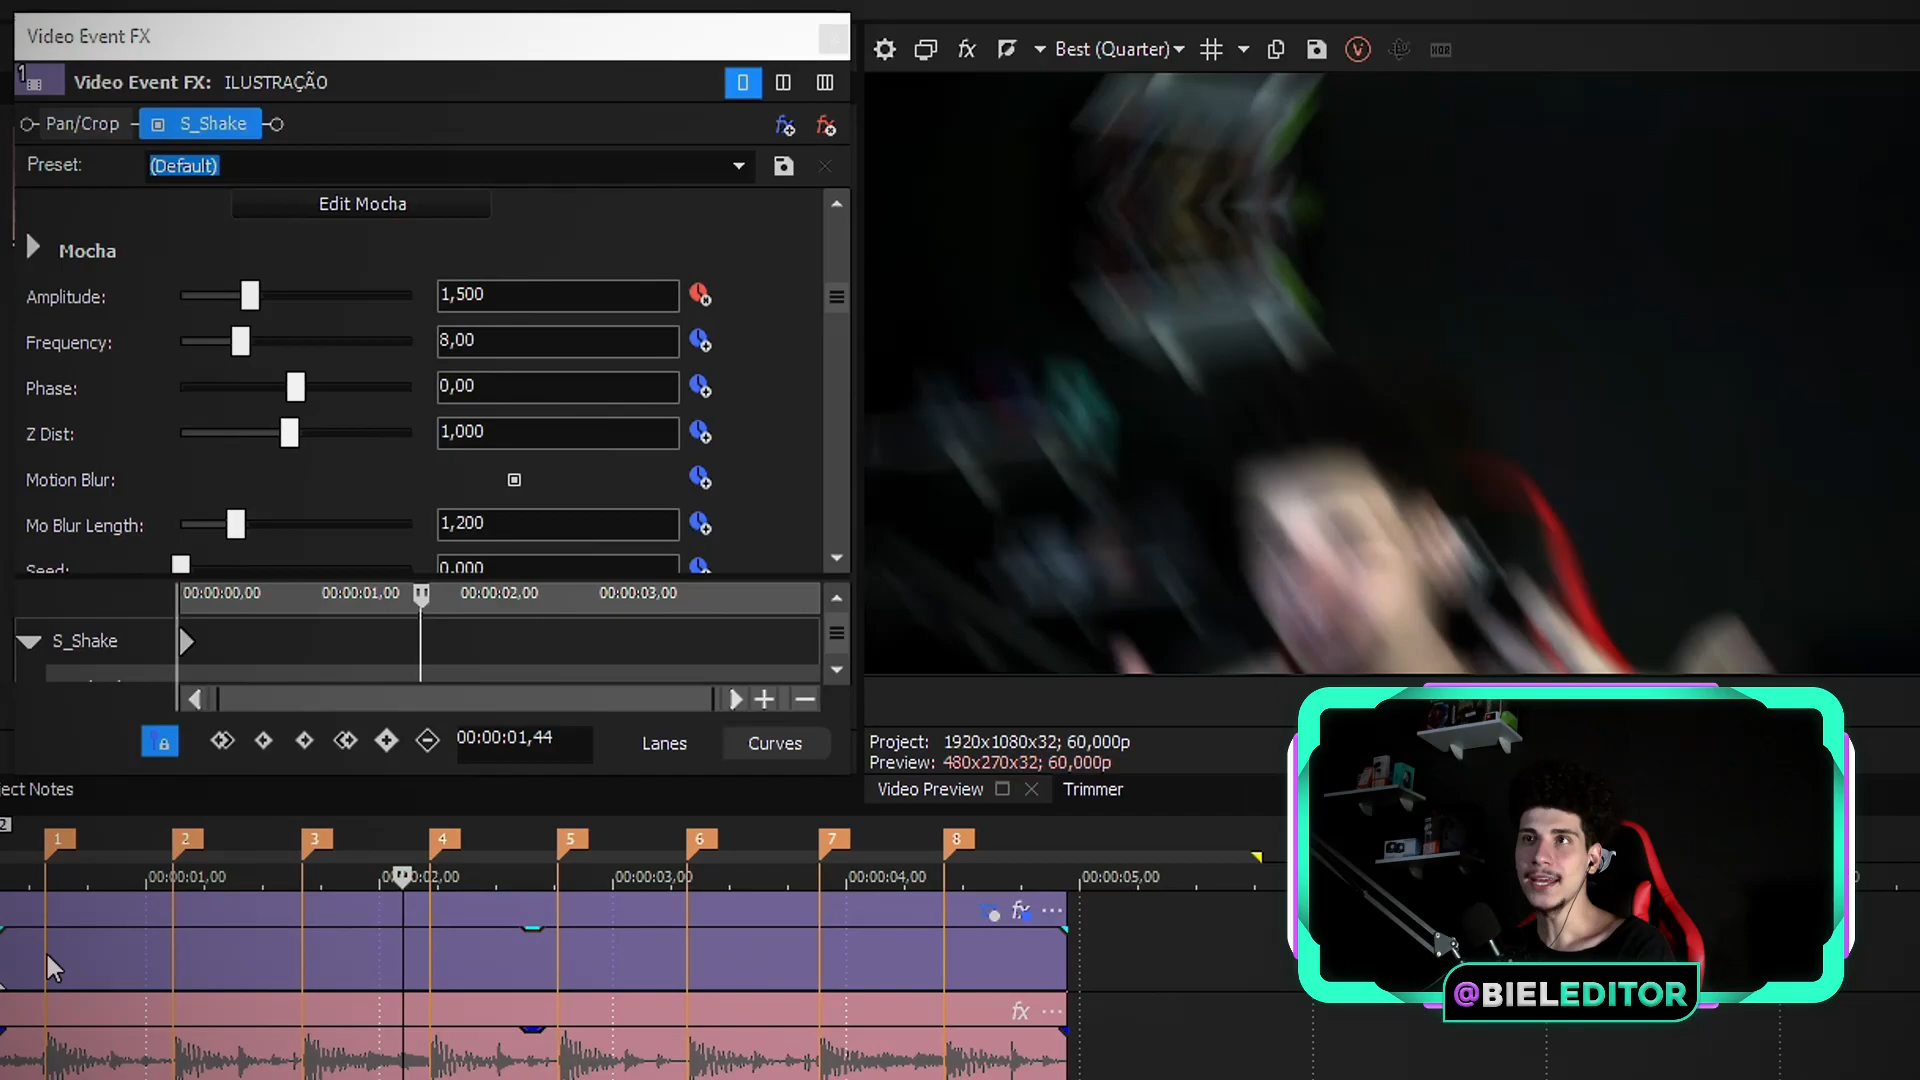 Video Event FX
1
Video Event FX: ILUSTRAÇÃO
Pan/Crop
S_Shake
Preset:
(Default)
Edit Mocha
Mocha
Amplitude:
1,500
Frequency:
8,00
Phase:
0,00
Z Dist:
1,000
Motion Blur:
Mo Blur Length:
1,200
Seed:
0,000
00:00:00,00
00:00:01,00
00:00:02,00
00:00:03,00
S_Shake
00:00:01,44
Lanes
Curves
fx
Best (Quarter)
HDR
Project: 1920x1080x32; 60,000p
Preview: 480x270x32; 60,000p
Video Preview
Trimmer
ject Notes
2
1
2
3
4
5
6
7
8
00:00:01,00
00:00:02,00
00:00:03,00
00:00:04,00
00:00:05,00
fx
fx
@BIELEDITOR